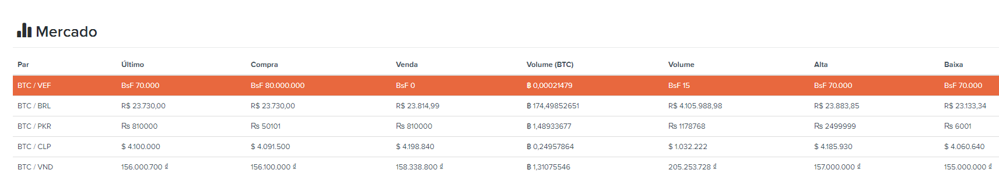 Mercado
Par Último Compra Venda Volume (BTC) Volume Alta Baixa
BTC / VEF BsF 70.000 BsF 80.000.000 BsF 0 ฿ 0,00021479 BsF 15 BsF 70.000 BsF 70.000
BTC / BRL R$ 23.730,00 R$ 23.730,00 R$ 23.814,99 ฿ 174,49852651 R$ 4.105.988,98 R$ 23.883,85 R$ 23.133,34
BTC / PKR ₨ 810000 ₨ 50101 ₨ 810000 ฿ 1,48933677 ₨ 1178768 ₨ 2499999 ₨ 6001
BTC / CLP $ 4.100.000 $ 4.091.500 $ 4.198.840 ฿ 0,24957864 $ 1.032.222 $ 4.185.930 $ 4.060.640
BTC / VND 156.000.700 ₫ 156.100.000 ₫ 158.338.800 ₫ ฿ 1,31075546 205.253.728 ₫ 157.000.000 ₫ 155.000.000 ₫